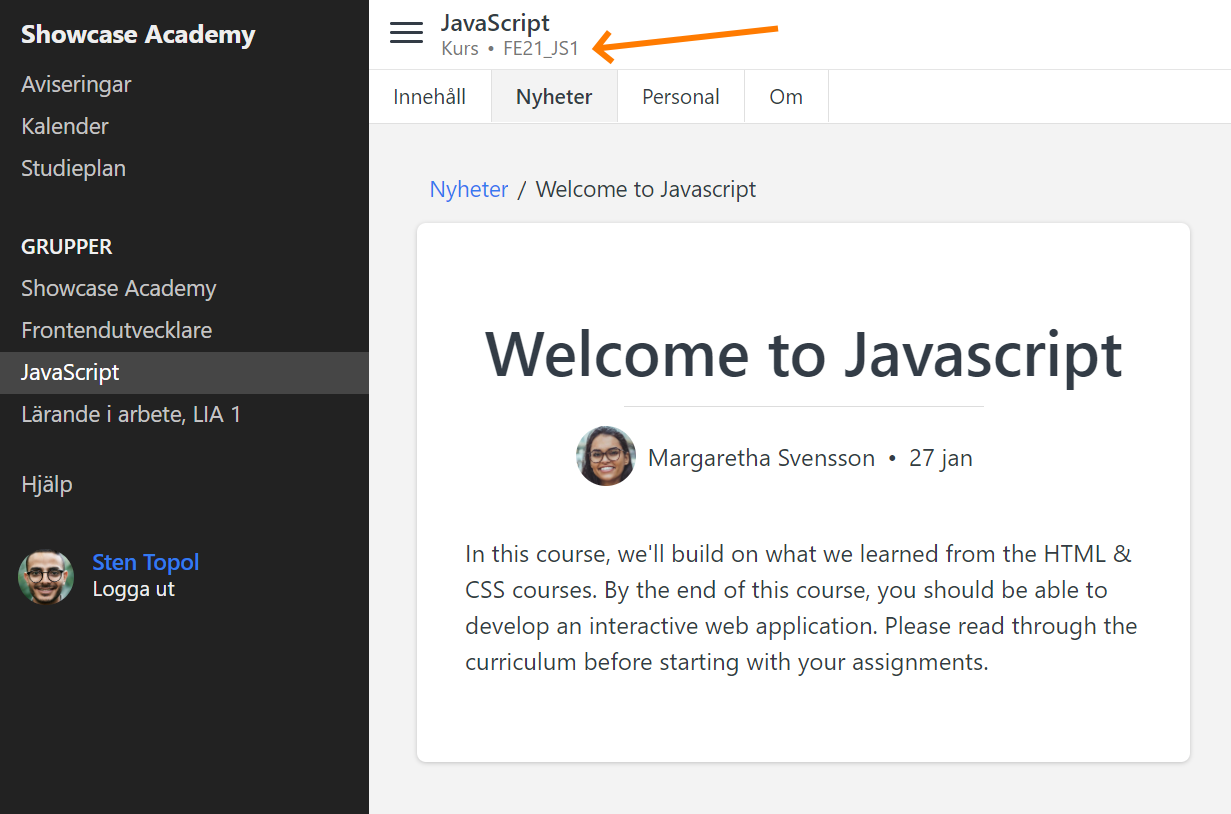 Showcase Academy
Aviseringar
Kalender
Studieplan
GRUPPER
Showcase Academy
Frontendutvecklare
JavaScript
Lärande i arbete, LIA 1
Hjälp
Sten Topol
Logga ut
JavaScript
Kurs • FE21_JS1
Innehåll Nyheter Personal Om
Nyheter / Welcome to Javascript
Welcome to Javascript
Margaretha Svensson • 27 jan
In this course, we'll build on what we learned from the HTML &
CSS courses. By the end of this course, you should be able to
develop an interactive web application. Please read through the
curriculum before starting with your assignments.